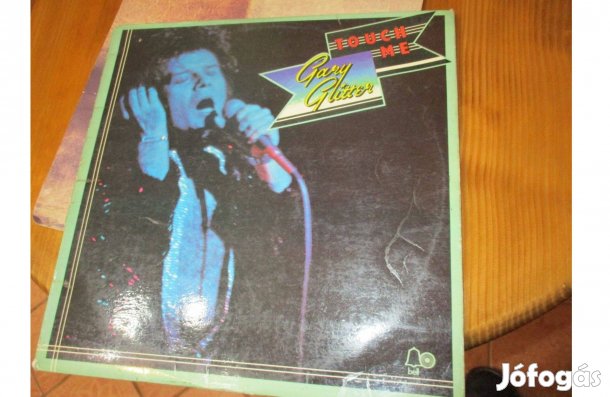 TOUCH
ME
Gary
Glitter
bell
Jófogás